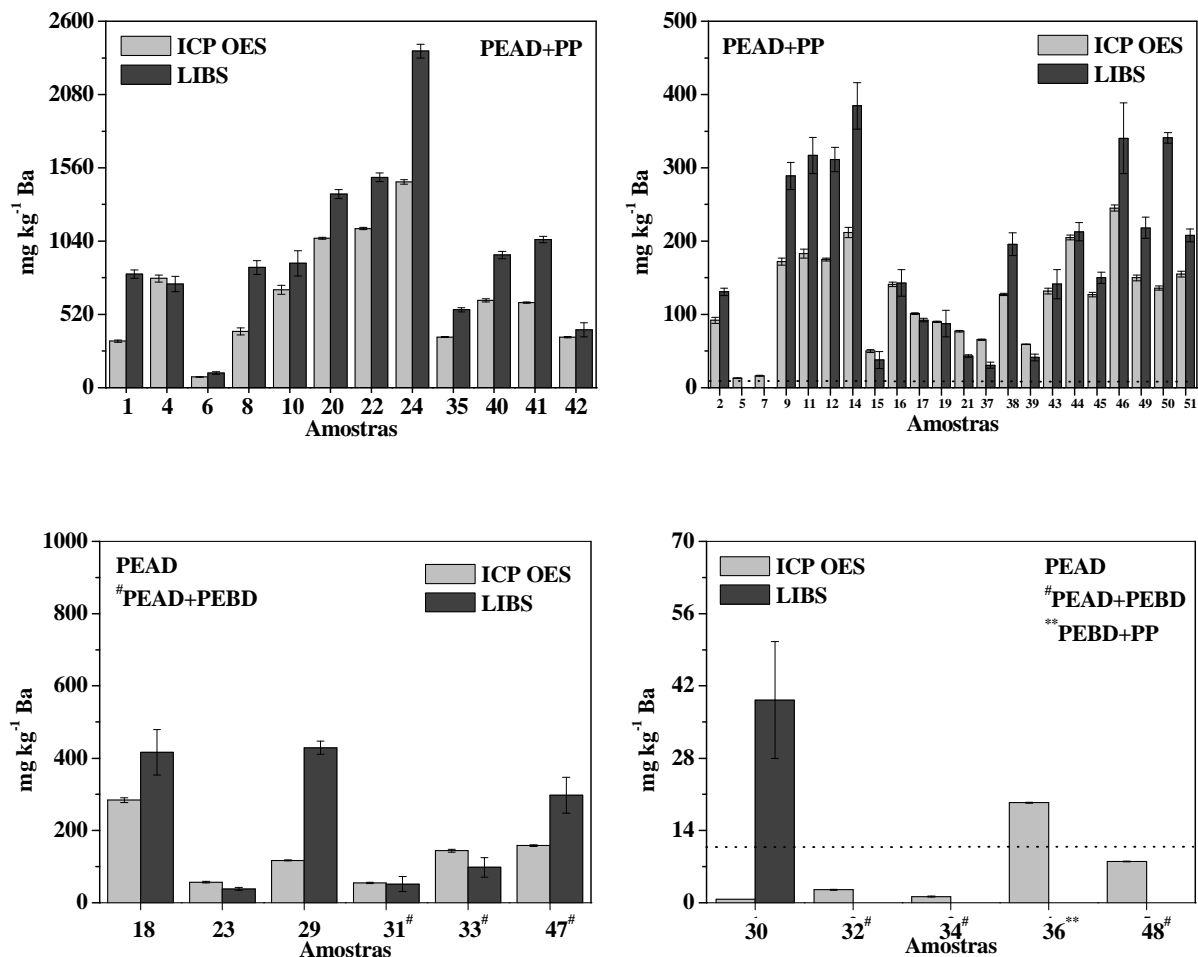 ICP OES
LIBS
PEAD+PP
2600
2080
1560
1040
520
0
mg kg⁻¹ Ba
1 4 6 8 10 20 22 24 35 40 41 42
Amostras
PEAD+PP
ICP OES
LIBS
500
400
300
200
100
0
mg kg⁻¹ Ba
2 5 7 9 11 12 14 15 16 17 19 21 37 38 39 43 44 45 46 49 50 51
Amostras
PEAD
#PEAD+PEBD
ICP OES
LIBS
1000
800
600
400
200
0
mg kg⁻¹ Ba
18 23 29 31# 33# 47#
Amostras
ICP OES
LIBS
PEAD
#PEAD+PEBD
**PEBD+PP
70
56
42
28
14
0
mg kg⁻¹ Ba
30 32# 34# 36** 48#
Amostras